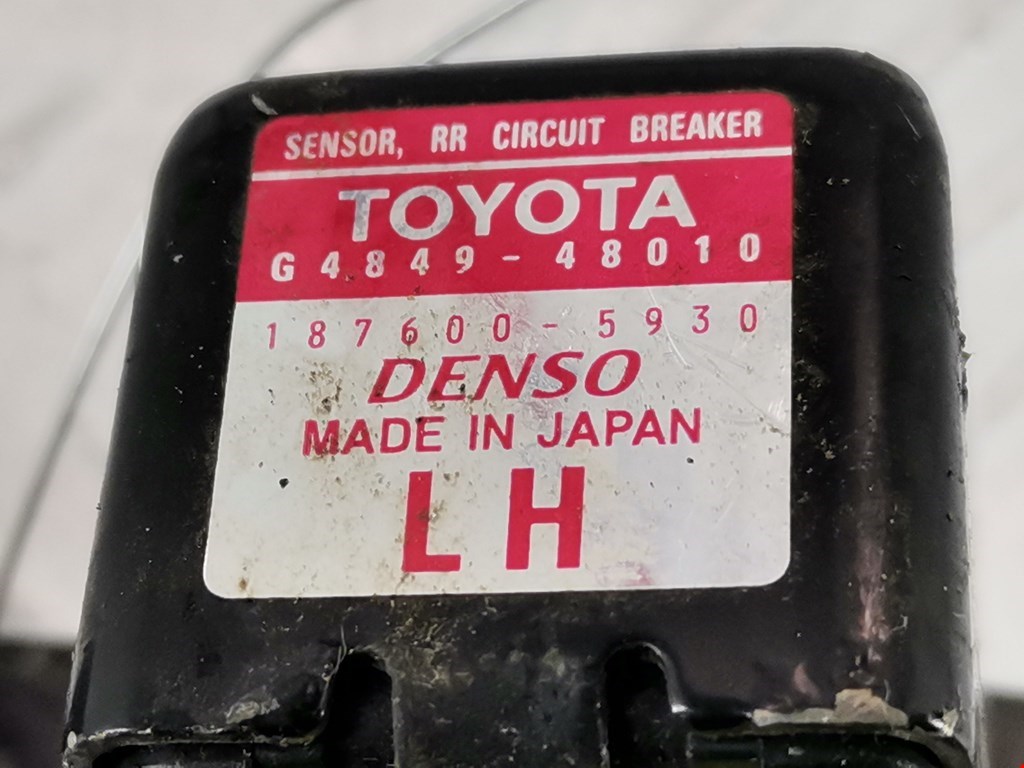 SENSOR, RR CIRCUIT BREAKER
TOYOTA
G4849-48010
187600-5930
DENSO
MADE IN JAPAN
LH